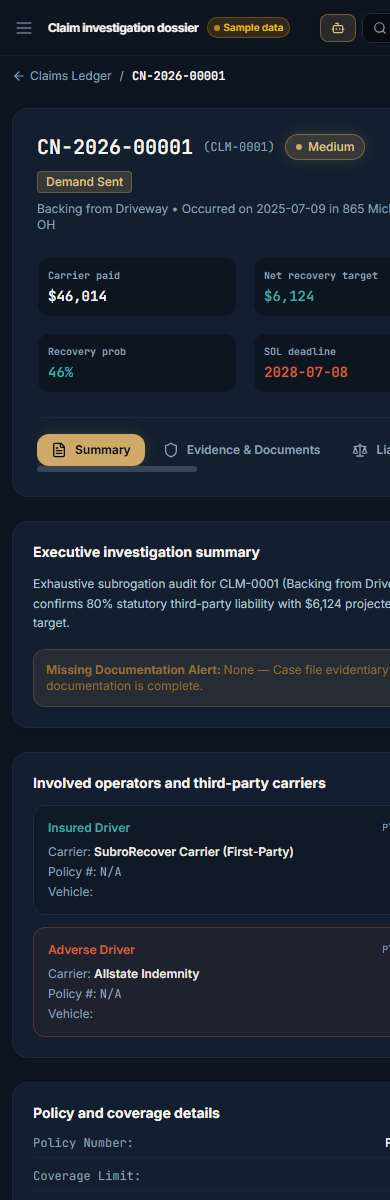 Claim investigation dossier Sample data
Claims Ledger / CN-2026-00001
CN-2026-00001 (CLM-0001) Medium
Demand Sent
Backing from Driveway • Occurred on 2025-07-09 in 865
OH
Carrier paid
$46,014
Net recovery target
$6,124
Recovery prob
46%
SOL deadline
2028-07-08
Summary Evidence & Documents
Executive investigation summary
Exhaustive subrogation audit for CLM-0001 (Backing from
confirms 80% statutory third-party liability with $6,124
target.
Missing Documentation Alert: None — Case file evidentiary
documentation is complete.
Involved operators and third-party carriers
Insured Driver
Carrier: SubroRecover Carrier (First-Party)
Policy #: N/A
Vehicle:
Adverse Driver
Carrier: Allstate Indemnity
Policy #: N/A
Vehicle:
Policy and coverage details
Policy Number:
Coverage Limit: